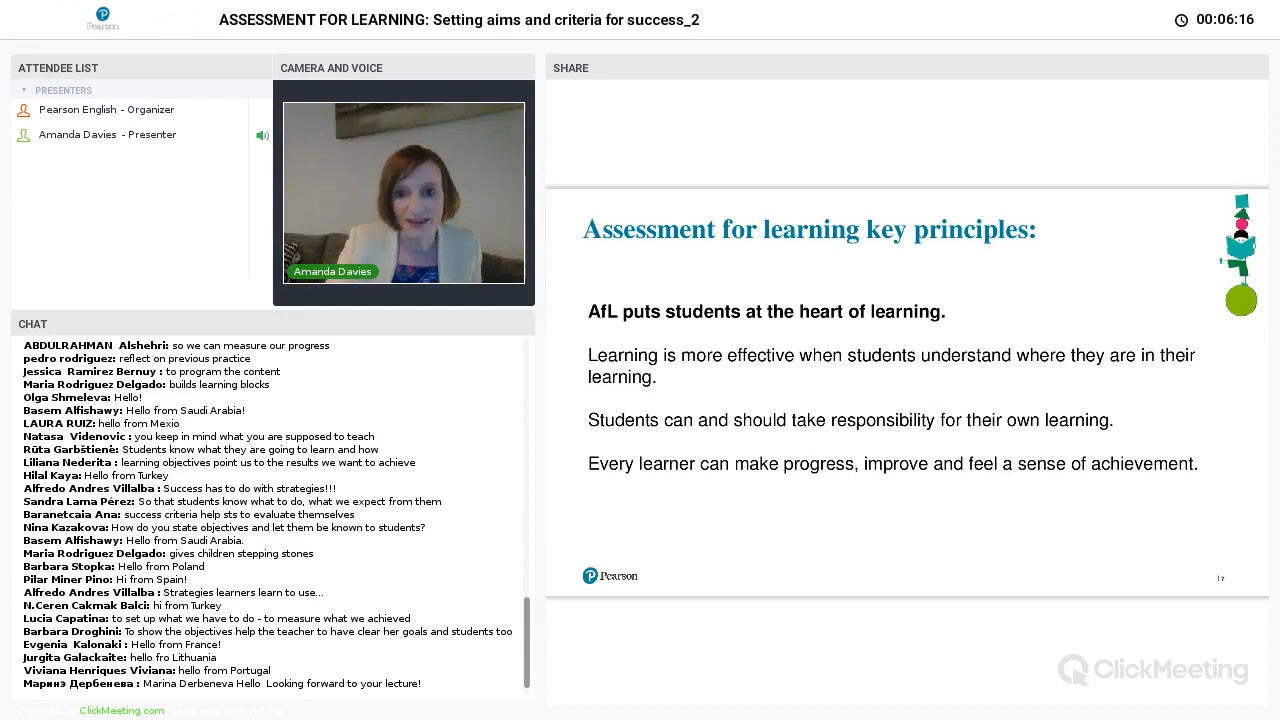 Pearson
ASSESSMENT FOR LEARNING: Setting aims and criteria for success_2
00:06:16
ATTENDEE LIST
PRESENTERS
Pearson English - Organizer
Amanda Davies - Presenter
CAMERA AND VOICE
Amanda Davies
CHAT
ABDULRAHMAN Alshehri: so we can measure our progress
pedro rodriguez: reflect on previous practice
Jessica Ramirez Bernuy : to program the content
Maria Rodriguez Delgado: builds learning blocks
Olga Shmeleva: Hello!
Basem Alfishawy: Hello from Saudi Arabia!
LAURA RUIZ: hello from Mexio
Natasa Videnovic : you keep in mind what you are supposed to teach
Rūta Garbštienė: Students know what they are going to learn and how
Liliana Nederita : learning objectives point us to the results we want to achieve
Hilal Kaya: Hello from Turkey
Alfredo Andres Villalba : Success has to do with strategies!!!
Sandra Lama Pérez: So that students know what to do, what we expect from them
Baranetcaia Ana: success criteria help sts to evaluate themselves
Nina Kazakova: How do you state objectives and let them be known to students?
Basem Alfishawy: Hello from Saudi Arabia.
Maria Rodriguez Delgado: gives children stepping stones
Barbara Stopka: Hello from Poland
Pilar Miner Pino: Hi from Spain!
Alfredo Andres Villalba : Strategies learners learn to use...
N.Ceren Cakmak Balci: hi from Turkey
Lucia Capatina: to set up what we have to do - to measure what we achieved
Barbara Droghini: To show the objectives help the teacher to have clear her goals and students too
Evgenia Kalonaki : Hello from France!
Jurgita Galackaite: hello fro Lithuania
Viviana Henriques Viviana: hello from Portugal
Маринэ Дербенева : Marina Derbeneva Hello Looking forward to your lecture!
ClickMeeting.com
SHARE
Assessment for learning key principles:
AfL puts students at the heart of learning.
Learning is more effective when students understand where they are in their
learning.
Students can and should take responsibility for their own learning.
Every learner can make progress, improve and feel a sense of achievement.
Pearson
| 7
ClickMeeting